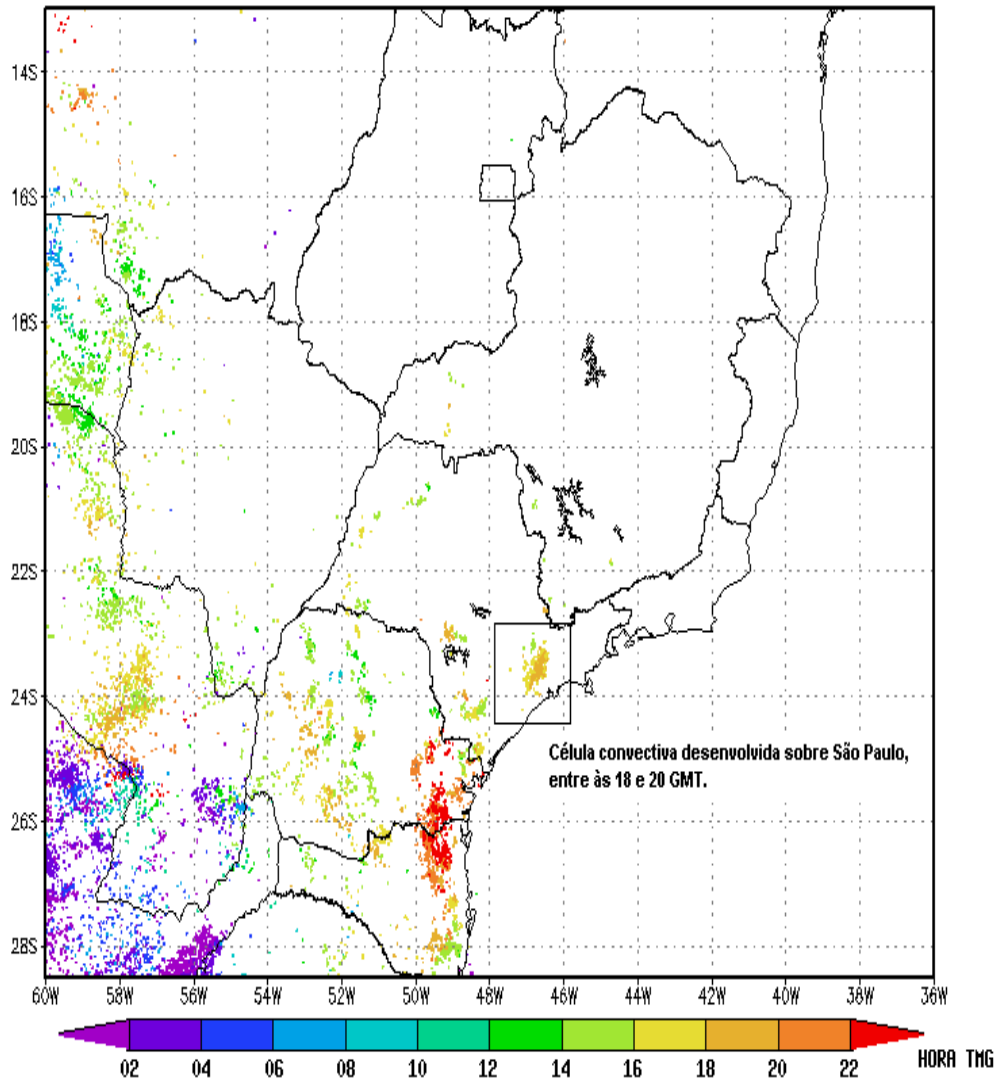 14S
16S
18S
20S
22S
24S
Célula convectiva desenvolvida sobre São Paulo,
entre às 18 e 20 GMT.
26S
28S
60W 58W 56W 54W 52W 50W 48W 46W 44W 42W 40W 38W 36W
02 04 06 08 10 12 14 16 18 20 22 HORA TMG